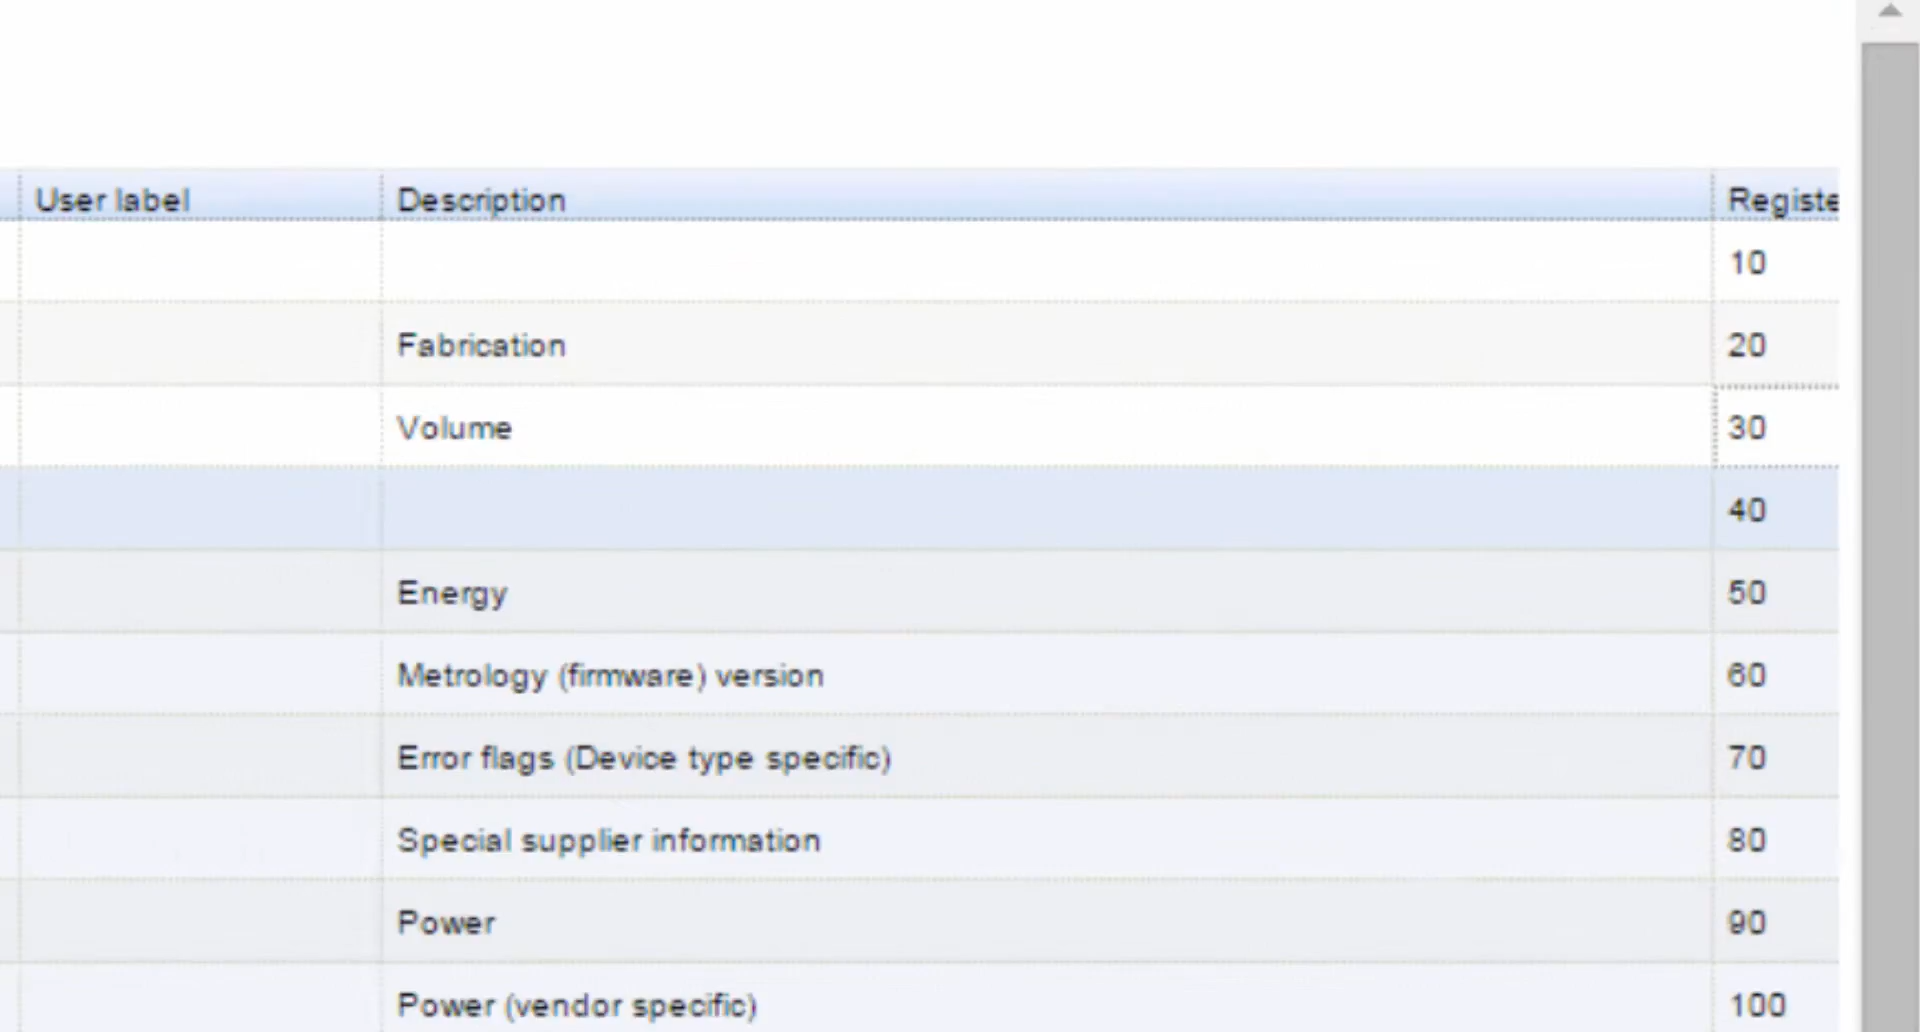 User label Description Registe
10
Fabrication 20
Volume 30
40
Energy 50
Metrology (firmware) version 60
Error flags (Device type specific) 70
Special supplier information 80
Power 90
Power (vendor specific) 100